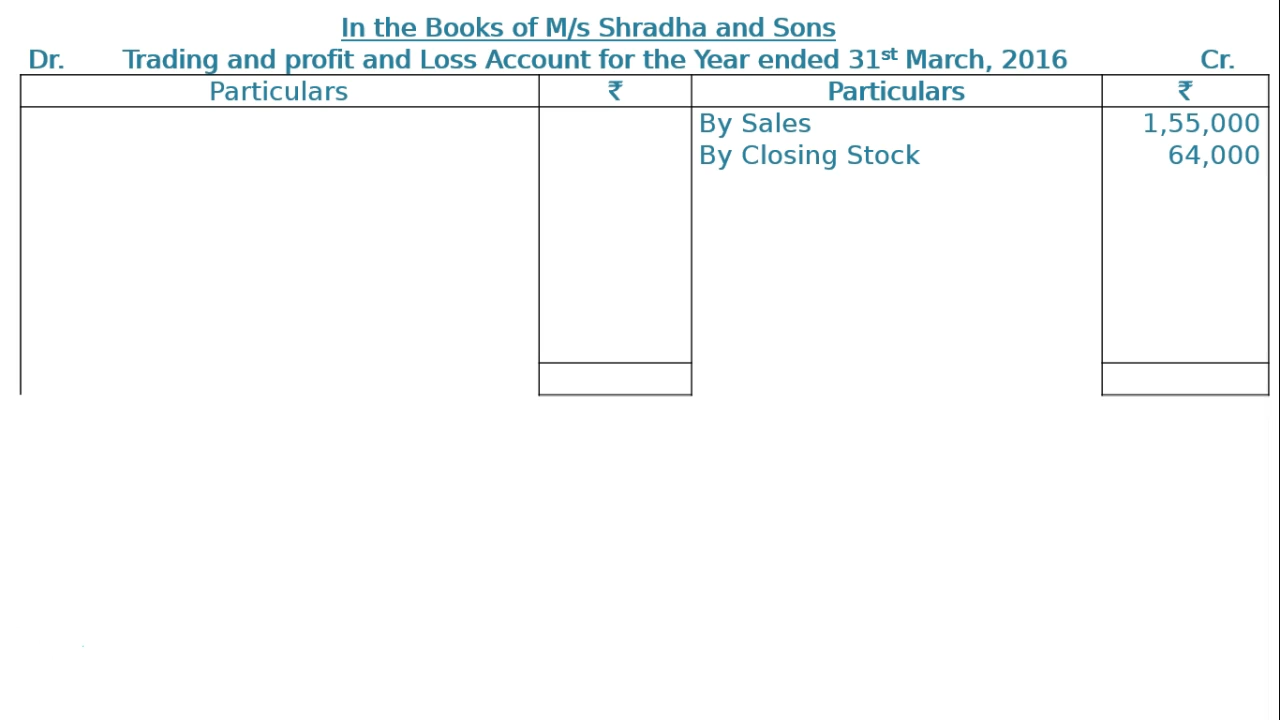 In the Books of M/s Shradha and Sons
Dr. Trading and profit and Loss Account for the Year ended 31st March, 2016 Cr.
Particulars ₹ Particulars ₹
By Sales 1,55,000
By Closing Stock 64,000